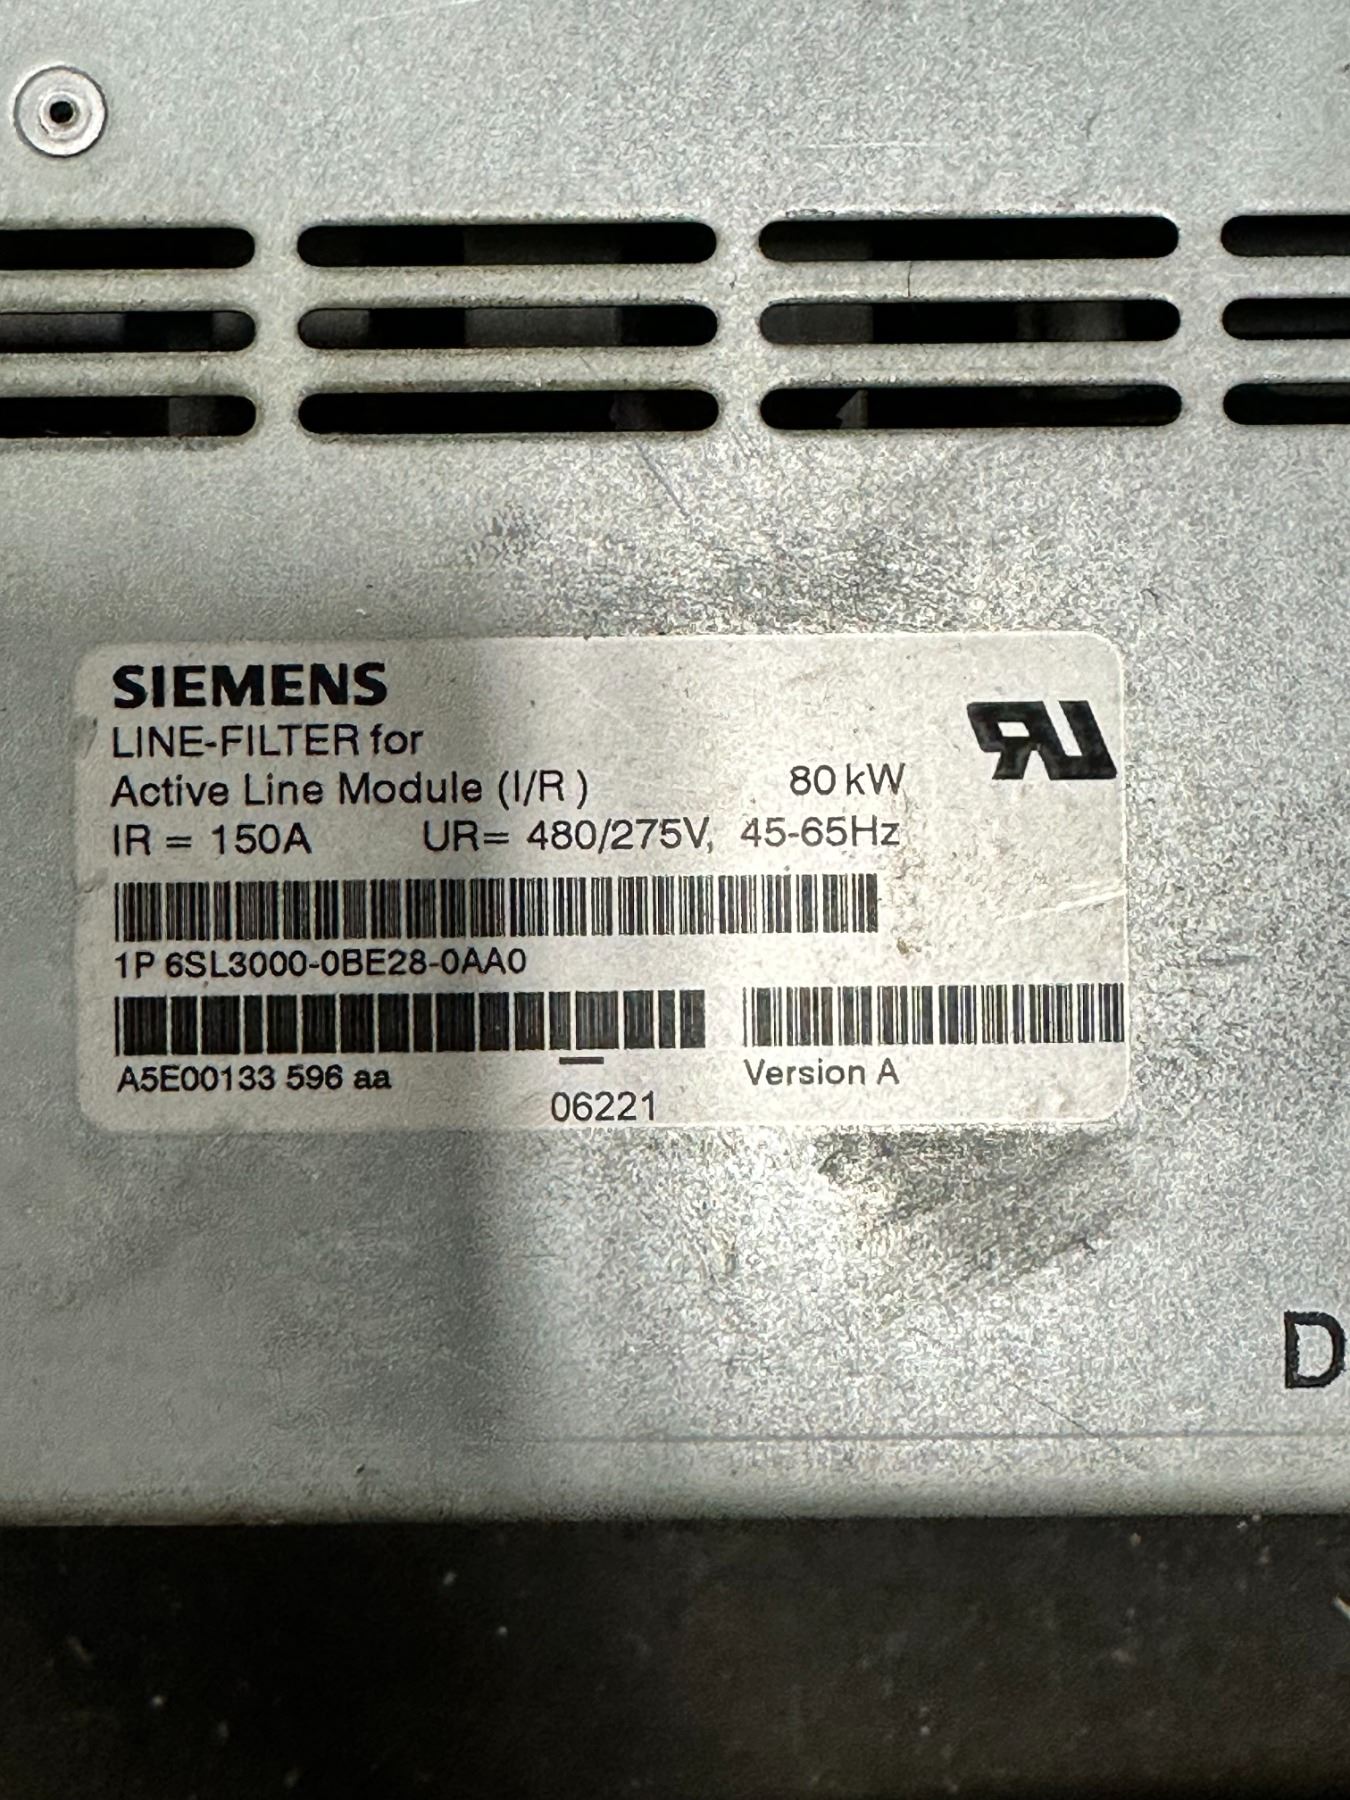 SIEMENS
LINE-FILTER for
Active Line Module (I/R ) 80 kW
IR = 150A UR= 480/275V, 45-65Hz
1P 6SL3000-0BE28-0AA0
A5E00133 596 aa Version A
06221
D